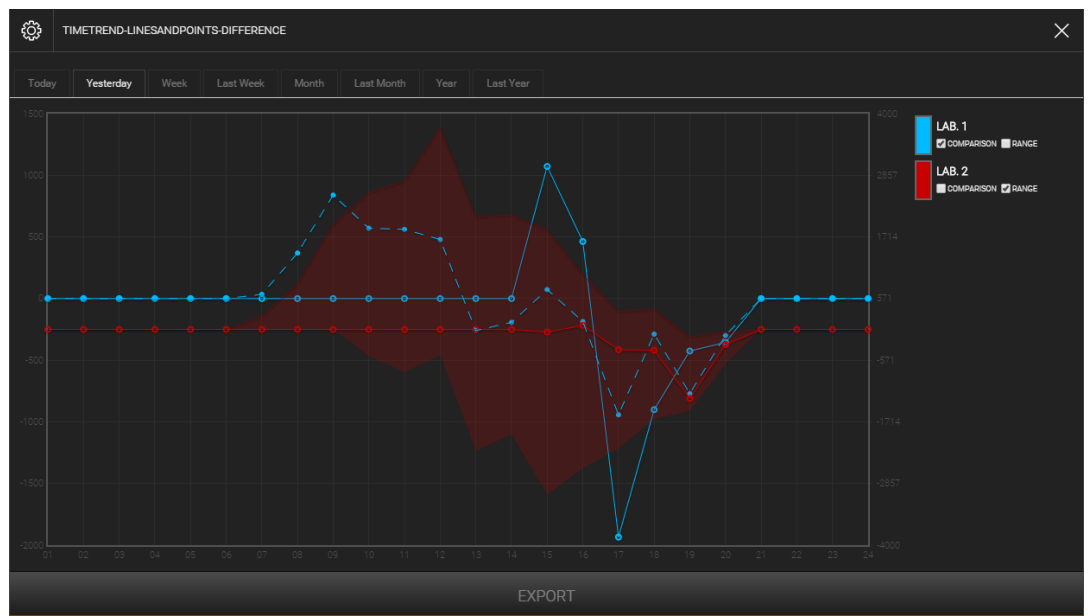 TIMETREND-LINESANDPOINTS-DIFFERENCE
Today Yesterday Week Last Week Month Last Month Year Last Year
1500 4000
1000 2857
500 1714
0 571
-500 -571
-1000 -1714
-1500 -2857
-2000 -4000
01 02 03 04 05 06 07 08 09 10 11 12 13 14 15 16 17 18 19 20 21 22 23 24
LAB. 1
COMPARISON RANGE
LAB. 2
COMPARISON RANGE
EXPORT